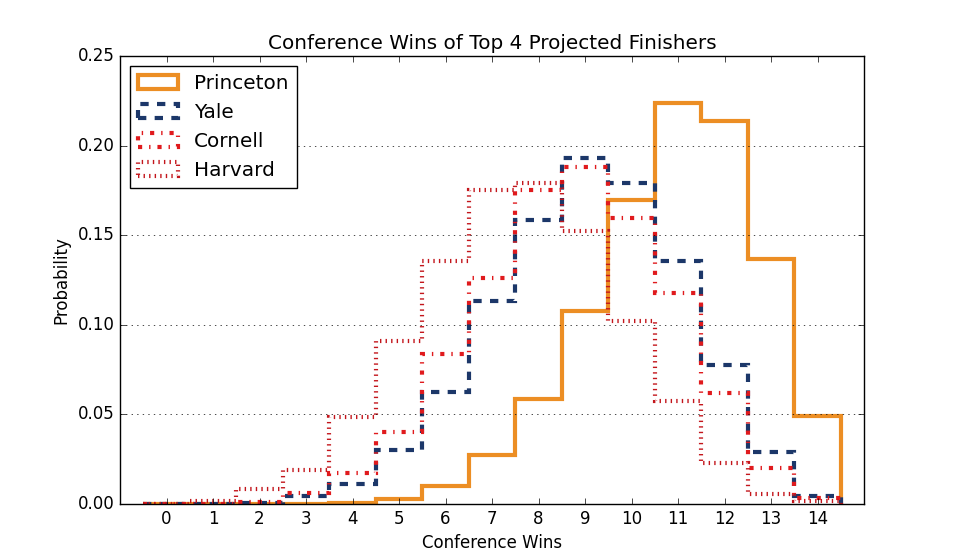 Conference Wins of Top 4 Projected Finishers
0.25
0.20
0.15
0.10
0.05
0.00
Probability
Princeton
Yale
Cornell
Harvard
0 1 2 3 4 5 6 7 8 9 10 11 12 13 14
Conference Wins